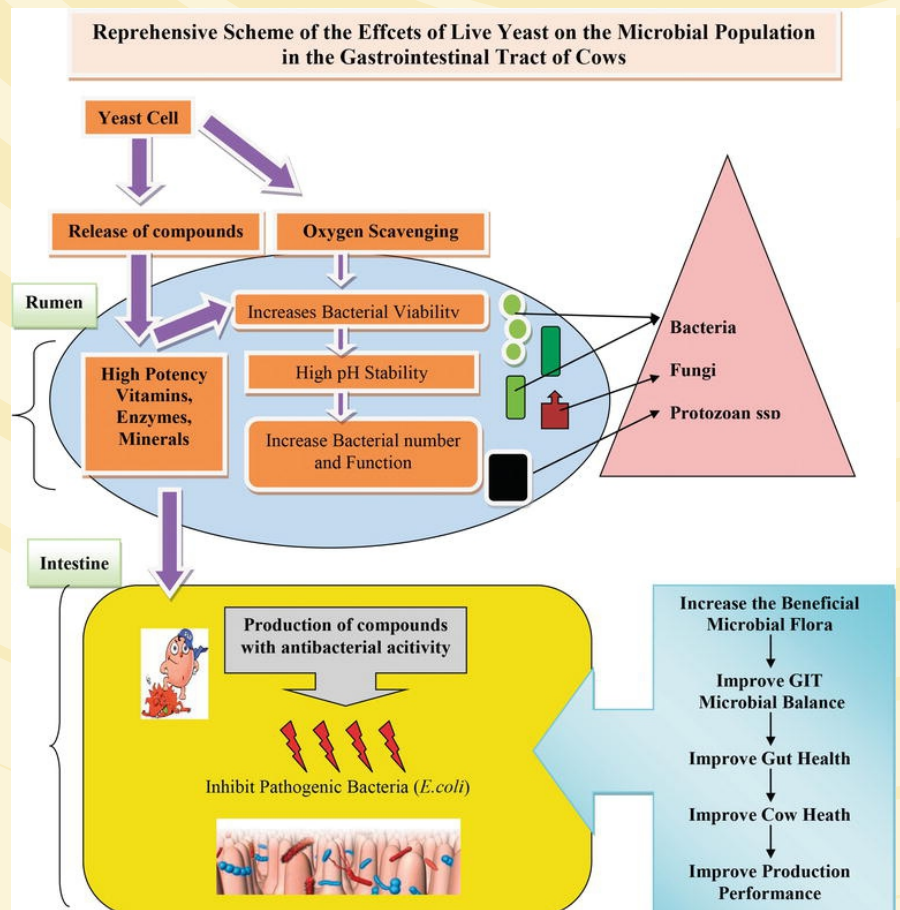 Reprehensive Scheme of the Effcets of Live Yeast on the Microbial Population
in the Gastrointestinal Tract of Cows
Yeast Cell
Release of compounds
Oxygen Scavenging
Rumen
Increases Bacterial Viability
High pH Stability
Increase Bacterial number
and Function
High Potency
Vitamins,
Enzymes,
Minerals
Bacteria
Fungi
Protozoan ssp
Intestine
Production of compounds
with antibacterial acitivity
Inhibit Pathogenic Bacteria (E.coli)
Increase the Beneficial
Microbial Flora
Improve GIT
Microbial Balance
Improve Gut Health
Improve Cow Heath
Improve Production
Performance